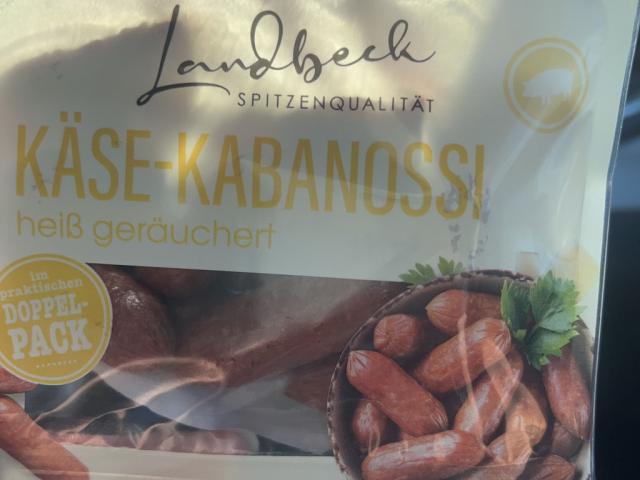 Landbeck
SPITZENQUALITÄT
KÄSE-KABANOSSI
heiß geräuchert
im
praktischen
DOPPEL-
PACK